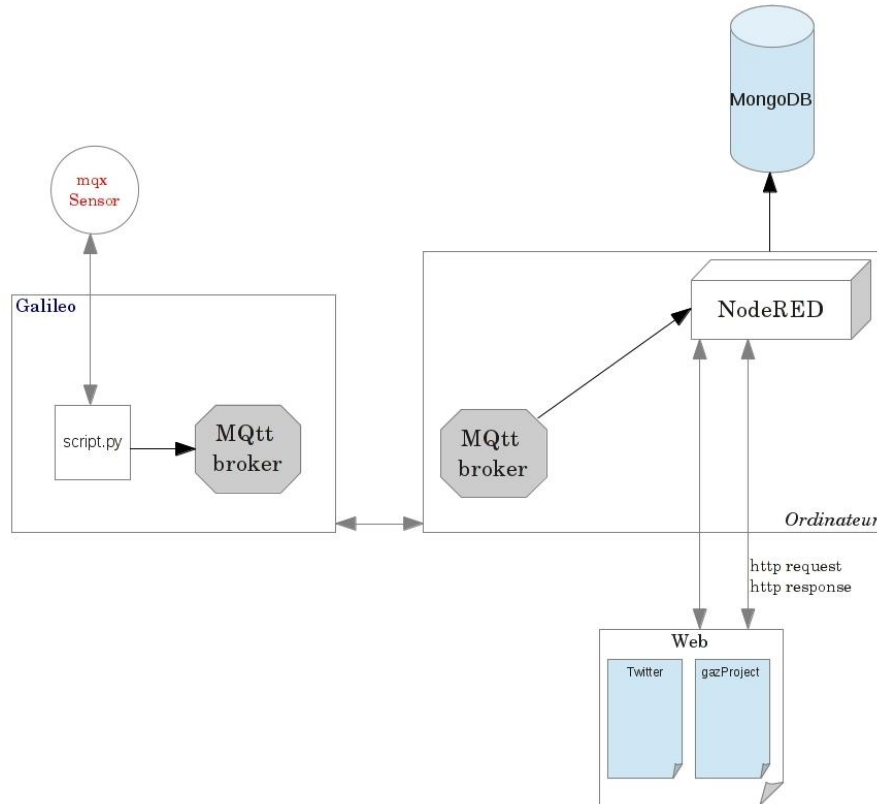 MongoDB
mqx
Sensor
Galileo
NodeRED
script.py
MQtt
broker
MQtt
broker
Ordinateur
http request
http response
Web
Twitter
gazProject